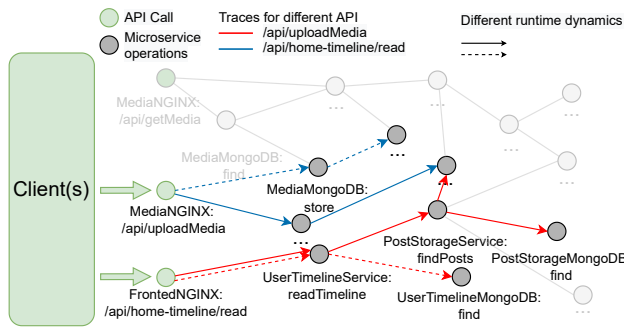 API Call
Microservice
operations
Traces for different API
/api/uploadMedia
/api/home-timeline/read
Different runtime dynamics
Client(s)
MediaNGINX:
/api/getMedia
...
...
...
...
MediaMongoDB:
find
MediaMongoDB:
store
...
...
MediaNGINX:
/api/uploadMedia
...
PostStorageService:
findPosts
PostStorageMongoDB:
find
UserTimelineService:
readTimeline
UserTimelineMongoDB:
find
FrontedNGINX:
/api/home-timeline/read
...